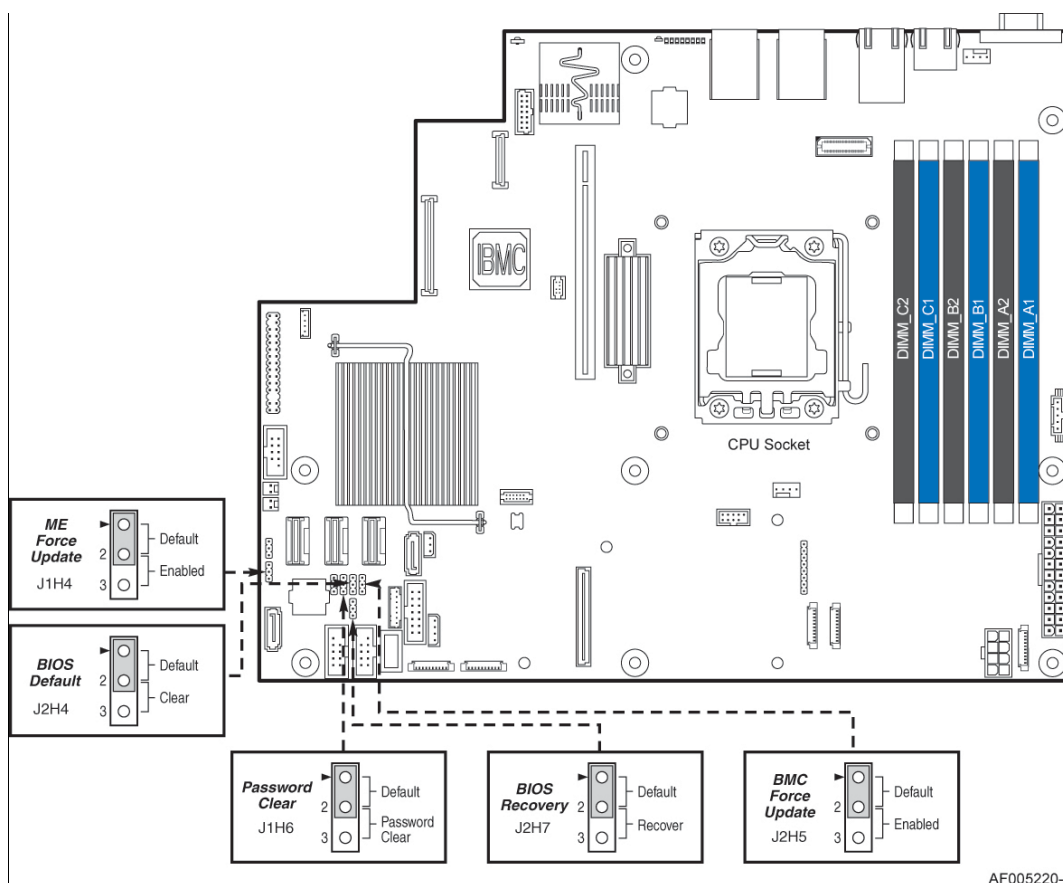 IBMC
DIMM_C2
DIMM_C1
DIMM_B2
DIMM_B1
DIMM_A2
DIMM_A1
CPU Socket
ME
Force
Update
J1H4
2
3
Default
Enabled
BIOS
Default
J2H4
2
3
Default
Clear
Password
Clear
J1H6
2
3
Default
Password
Clear
BIOS
Recovery
J2H7
2
3
Default
Recover
BMC
Force
Update
J2H5
2
3
Default
Enabled
AF005220-